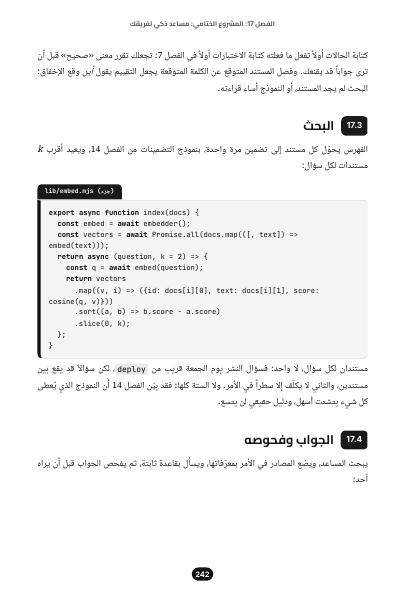 الفصل 17: المشروع الختامي: مساعد ذكي لفريقك
كتابة الحالات أولاً تفعل ما فعلته كتابة الاختبارات أولاً في الفصل 7: تجعلك تقرر معنى «صحيح» قبل أن
ترى جواباً قد يقنعك. وفصل المستند المتوقع عن الكلمة المتوقعة يجعل التقييم يقول أين وقع الإخفاق:
البحث لم يجد المستند، أو النموذج أساء قراءته.
17.3 البحث
الفهرس يحوّل كل مستند إلى تضمين مرة واحدة، بنموذج التضمينات من الفصل 14، ويعيد أقرب k
مستندات لكل سؤال:
lib/embed.mjs (جزء)
export async function index(docs) {
const embed = await embedder();
const vectors = await Promise.all(docs.map(([, text]) =>
embed(text)));
return async (question, k = 2) => {
const q = await embed(question);
return vectors
.map((v, i) => ({id: docs[i][0], text: docs[i][1], score:
cosine(q, v)}))
.sort((a, b) => b.score - a.score)
.slice(0, k);
};
}
مستندان لكل سؤال، لا واحد: فسؤال النشر يوم الجمعة قريب من deploy، لكن سؤالاً قد يقع بين
مستندين، والثاني لا يكلّف إلا سطراً في الأمر. ولا الستة كلها: فقد بيّن الفصل 14 أن النموذج الذي يُعطى
كل شيء يتشتت أسهل، ودليل حقيقي لن يتسع.
17.4 الجواب وفحوصه
يبحث المساعد، ويضع المصادر في الأمر بمعرّفاتها، ويسأل بقاعدة ثابتة، ثم يفحص الجواب قبل أن يراه
أحد:
242